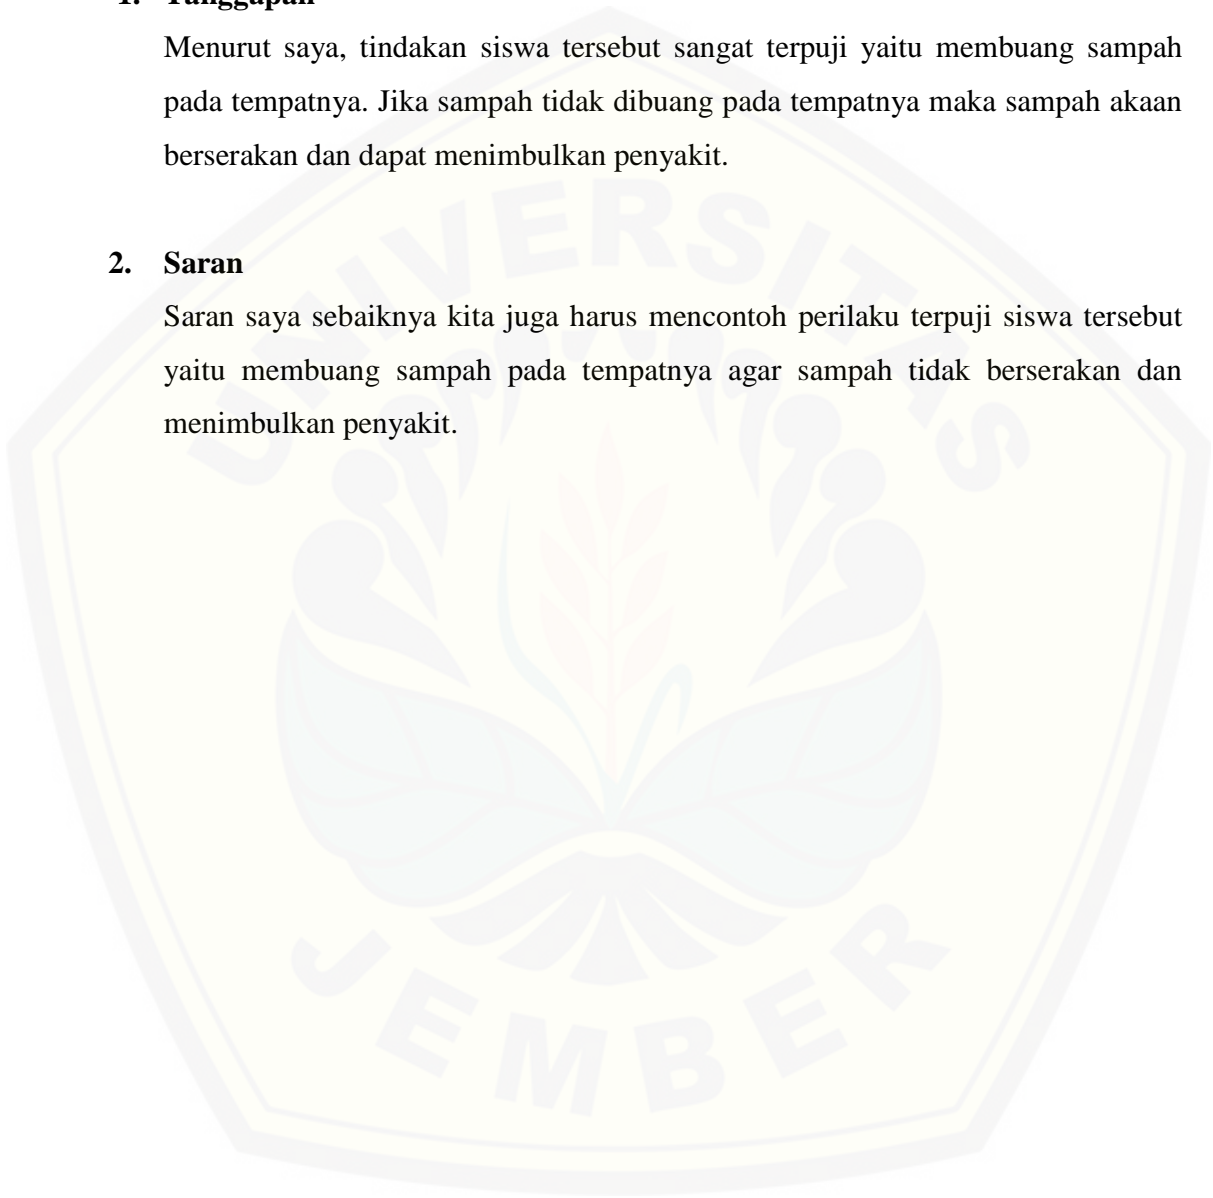 1. Tanggapan
Menurut saya, tindakan siswa tersebut sangat terpuji yaitu membuang sampah
pada tempatnya. Jika sampah tidak dibuang pada tempatnya maka sampah akaan
berserakan dan dapat menimbulkan penyakit.
2. Saran
Saran saya sebaiknya kita juga harus mencontoh perilaku terpuji siswa tersebut
yaitu membuang sampah pada tempatnya agar sampah tidak berserakan dan
menimbulkan penyakit.
UNIVERSITAS
JEMBER